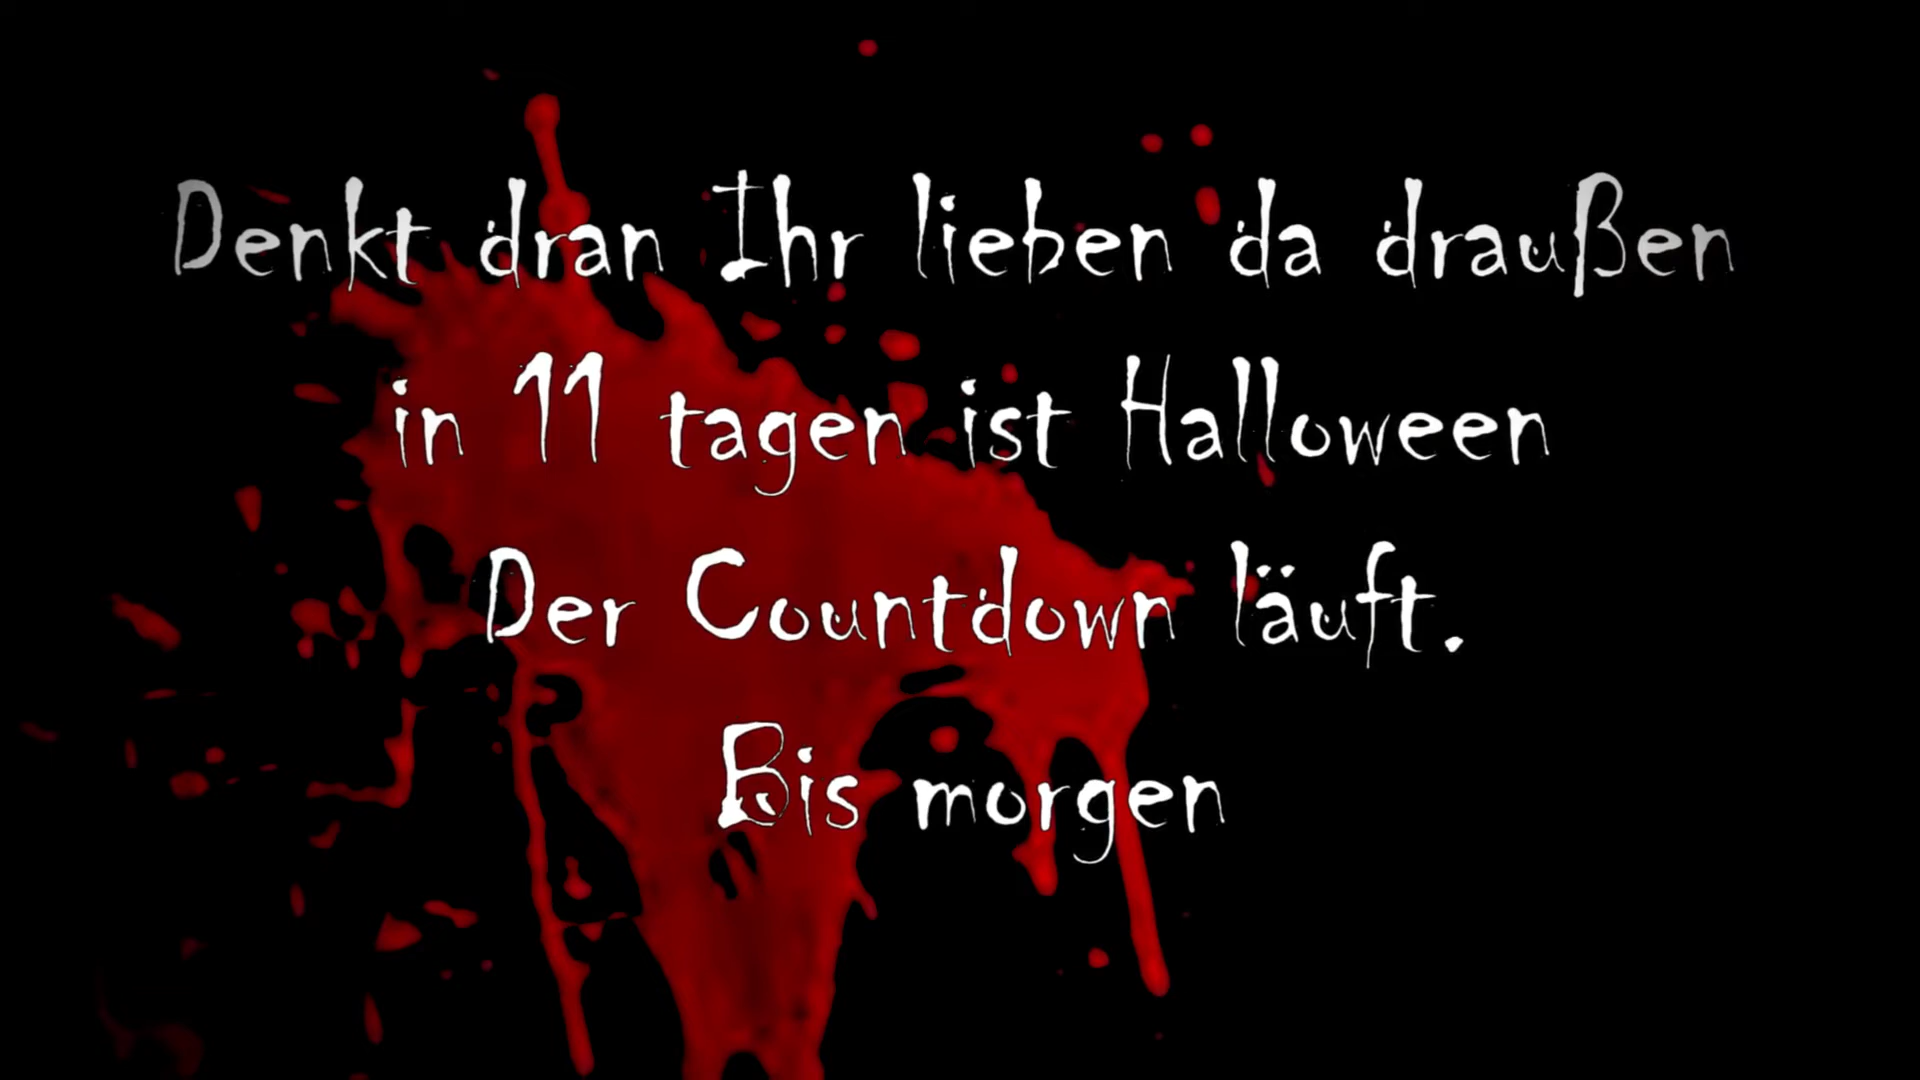 Denkt dran Ihr lieben da draußen
in 11 tagen ist Halloween
Der Countdown läuft.
Bis morgen